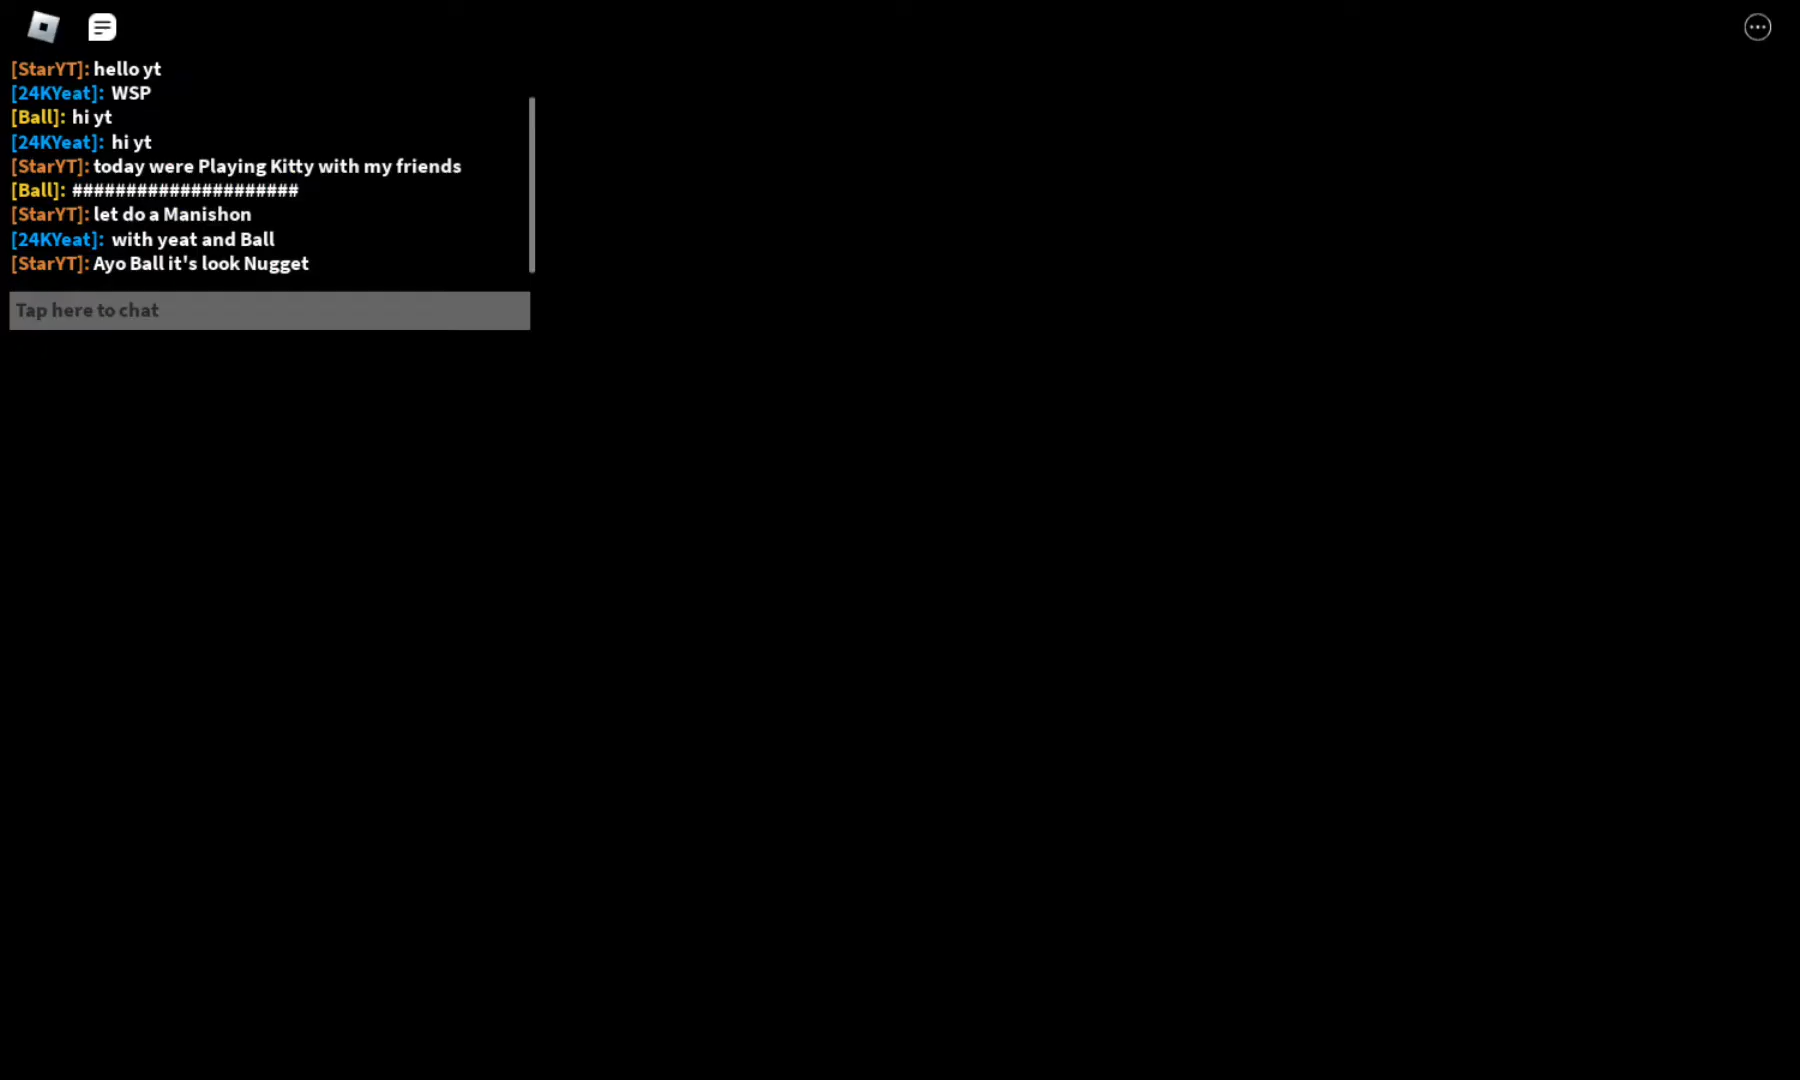 [StarYT]: hello yt
[24KYeat]: WSP
[Ball]: hi yt
[24KYeat]: hi yt
[StarYT]: today were Playing Kitty with my friends
[Ball]: #####################
[StarYT]: let do a Manishon
[24KYeat]: with yeat and Ball
[StarYT]: Ayo Ball it's look Nugget
Tap here to chat